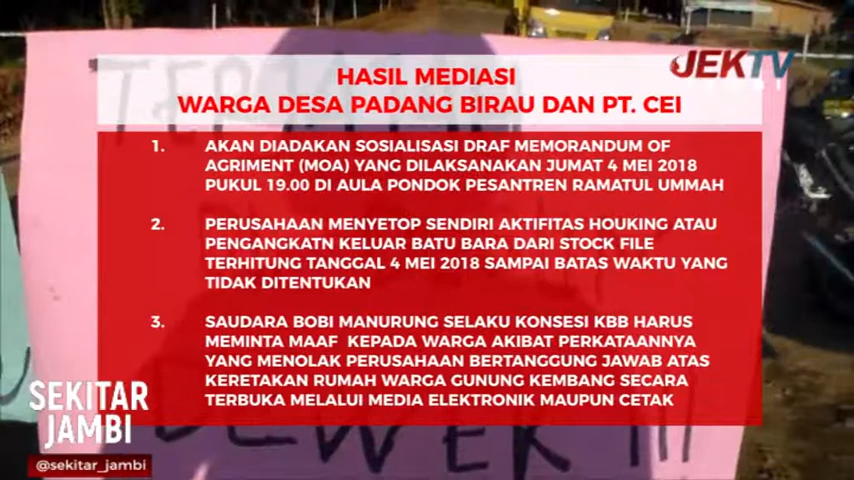 JEKTV
HASIL MEDIASI
WARGA DESA PADANG BIRAU DAN PT. CEI
1. AKAN DIADAKAN SOSIALISASI DRAF MEMORANDUM OF
AGRIMENT (MOA) YANG DILAKSANAKAN JUMAT 4 MEI 2018
PUKUL 19.00 DI AULA PONDOK PESANTREN RAMATUL UMMAH
2. PERUSAHAAN MENYETOP SENDIRI AKTIFITAS HOUKING ATAU
PENGANGKATN KELUAR BATU BARA DARI STOCK FILE
TERHITUNG TANGGAL 4 MEI 2018 SAMPAI BATAS WAKTU YANG
TIDAK DITENTUKAN
3. SAUDARA BOBI MANURUNG SELAKU KONSESI KBB HARUS
MEMINTA MAAF KEPADA WARGA AKIBAT PERKATAANNYA
YANG MENOLAK PERUSAHAAN BERTANGGUNG JAWAB ATAS
KERETAKAN RUMAH WARGA GUNUNG KEMBANG SECARA
TERBUKA MELALUI MEDIA ELEKTRONIK MAUPUN CETAK
SEKITAR
JAMBI
@sekitar_jambi